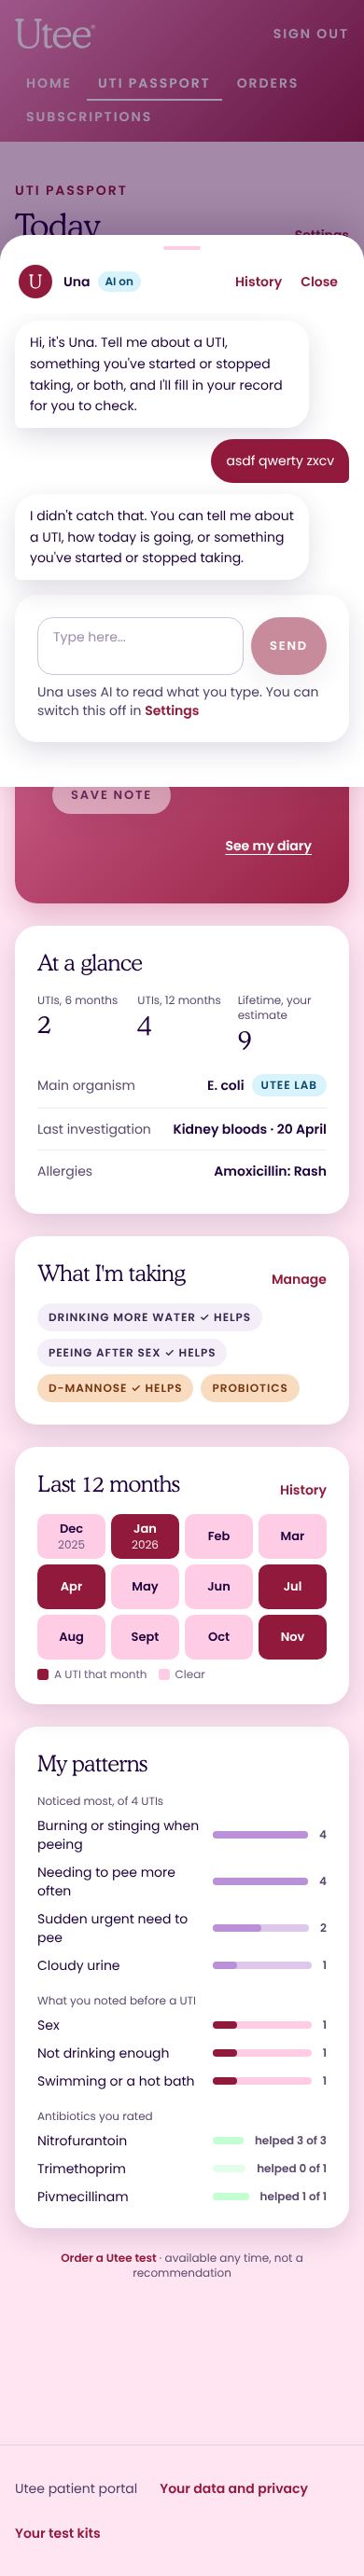 Utee®
SIGN OUT
HOME
UTI PASSPORT
ORDERS
SUBSCRIPTIONS
UTI PASSPORT
Today
Settings
U
Una
AI on
History
Close
Hi, it's Una. Tell me about a UTI,
something you've started or stopped
taking, or both, and I'll fill in your record
for you to check.
asdf qwerty zxcv
I didn't catch that. You can tell me about
a UTI, how today is going, or something
you've started or stopped taking.
Type here...
SEND
Una uses AI to read what you type. You can
switch this off in Settings
SAVE NOTE
See my diary
At a glance
UTIs, 6 months
2
UTIs, 12 months
4
Lifetime, your
estimate
9
Main organism
E. coli
UTEE LAB
Last investigation
Kidney bloods · 20 April
Allergies
Amoxicillin: Rash
What I'm taking
Manage
DRINKING MORE WATER ✓ HELPS
PEEING AFTER SEX ✓ HELPS
D-MANNOSE ✓ HELPS
PROBIOTICS
Last 12 months
History
Dec
2025
Jan
2026
Feb
Mar
Apr
May
Jun
Jul
Aug
Sept
Oct
Nov
A UTI that month
Clear
My patterns
Noticed most, of 4 UTIs
Burning or stinging when
peeing
4
Needing to pee more
often
4
Sudden urgent need to
pee
2
Cloudy urine
1
What you noted before a UTI
Sex
1
Not drinking enough
1
Swimming or a hot bath
1
Antibiotics you rated
Nitrofurantoin
helped 3 of 3
Trimethoprim
helped 0 of 1
Pivmecillinam
helped 1 of 1
Order a Utee test · available any time, not a
recommendation
Utee patient portal
Your data and privacy
Your test kits